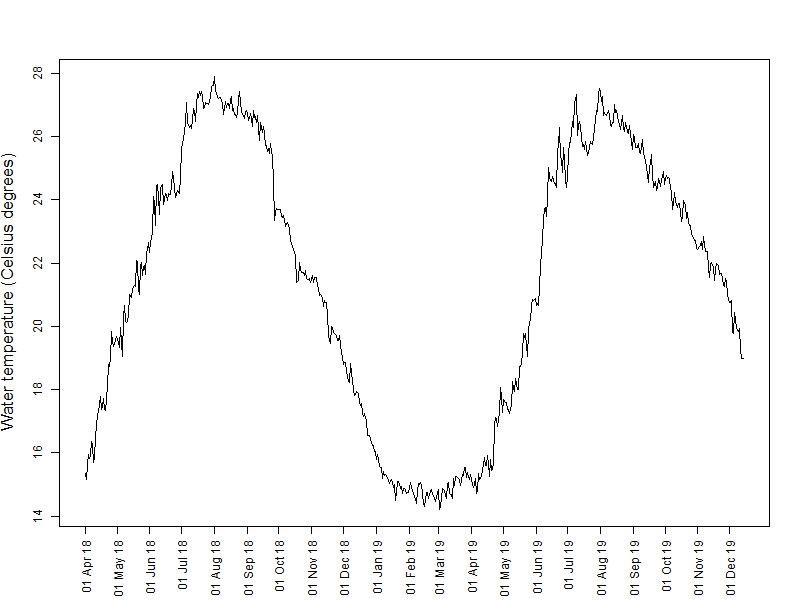 Water temperature (Celsius degrees)
28
26
24
22
20
18
16
14
01 Apr 18
01 May 18
01 Jun 18
01 Jul 18
01 Aug 18
01 Sep 18
01 Oct 18
01 Nov 18
01 Dec 18
01 Jan 19
01 Feb 19
01 Mar 19
01 Apr 19
01 May 19
01 Jun 19
01 Jul 19
01 Aug 19
01 Sep 19
01 Oct 19
01 Nov 19
01 Dec 19